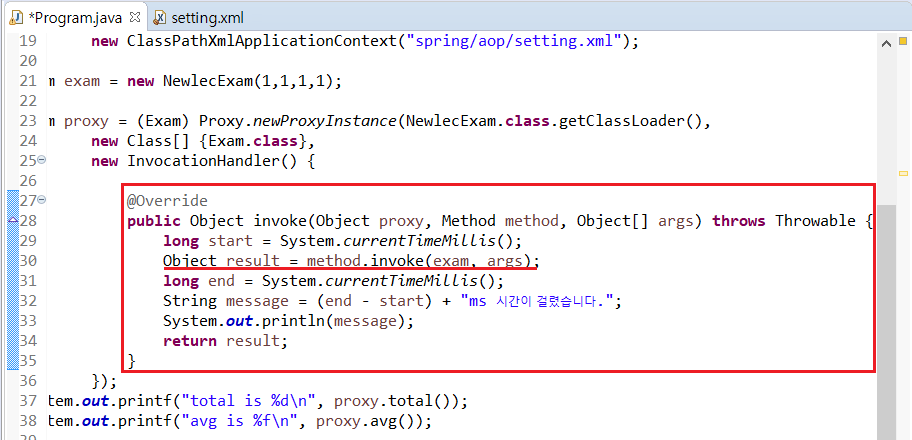 *Program.java setting.xml
19 new ClassPathXmlApplicationContext("spring/aop/setting.xml");
20
21 m exam = new NewlecExam(1,1,1,1);
22
23 m proxy = (Exam) Proxy.newProxyInstance(NewlecExam.class.getClassLoader(),
24 new Class[] {Exam.class},
25 new InvocationHandler() {
26
27 @Override
28 public Object invoke(Object proxy, Method method, Object[] args) throws Throwable {
29 long start = System.currentTimeMillis();
30 Object result = method.invoke(exam, args);
31 long end = System.currentTimeMillis();
32 String message = (end - start) + "ms 시간이 걸렸습니다.";
33 System.out.println(message);
34 return result;
35 }
36 });
37 tem.out.printf("total is %d\n", proxy.total());
38 tem.out.printf("avg is %f\n", proxy.avg());